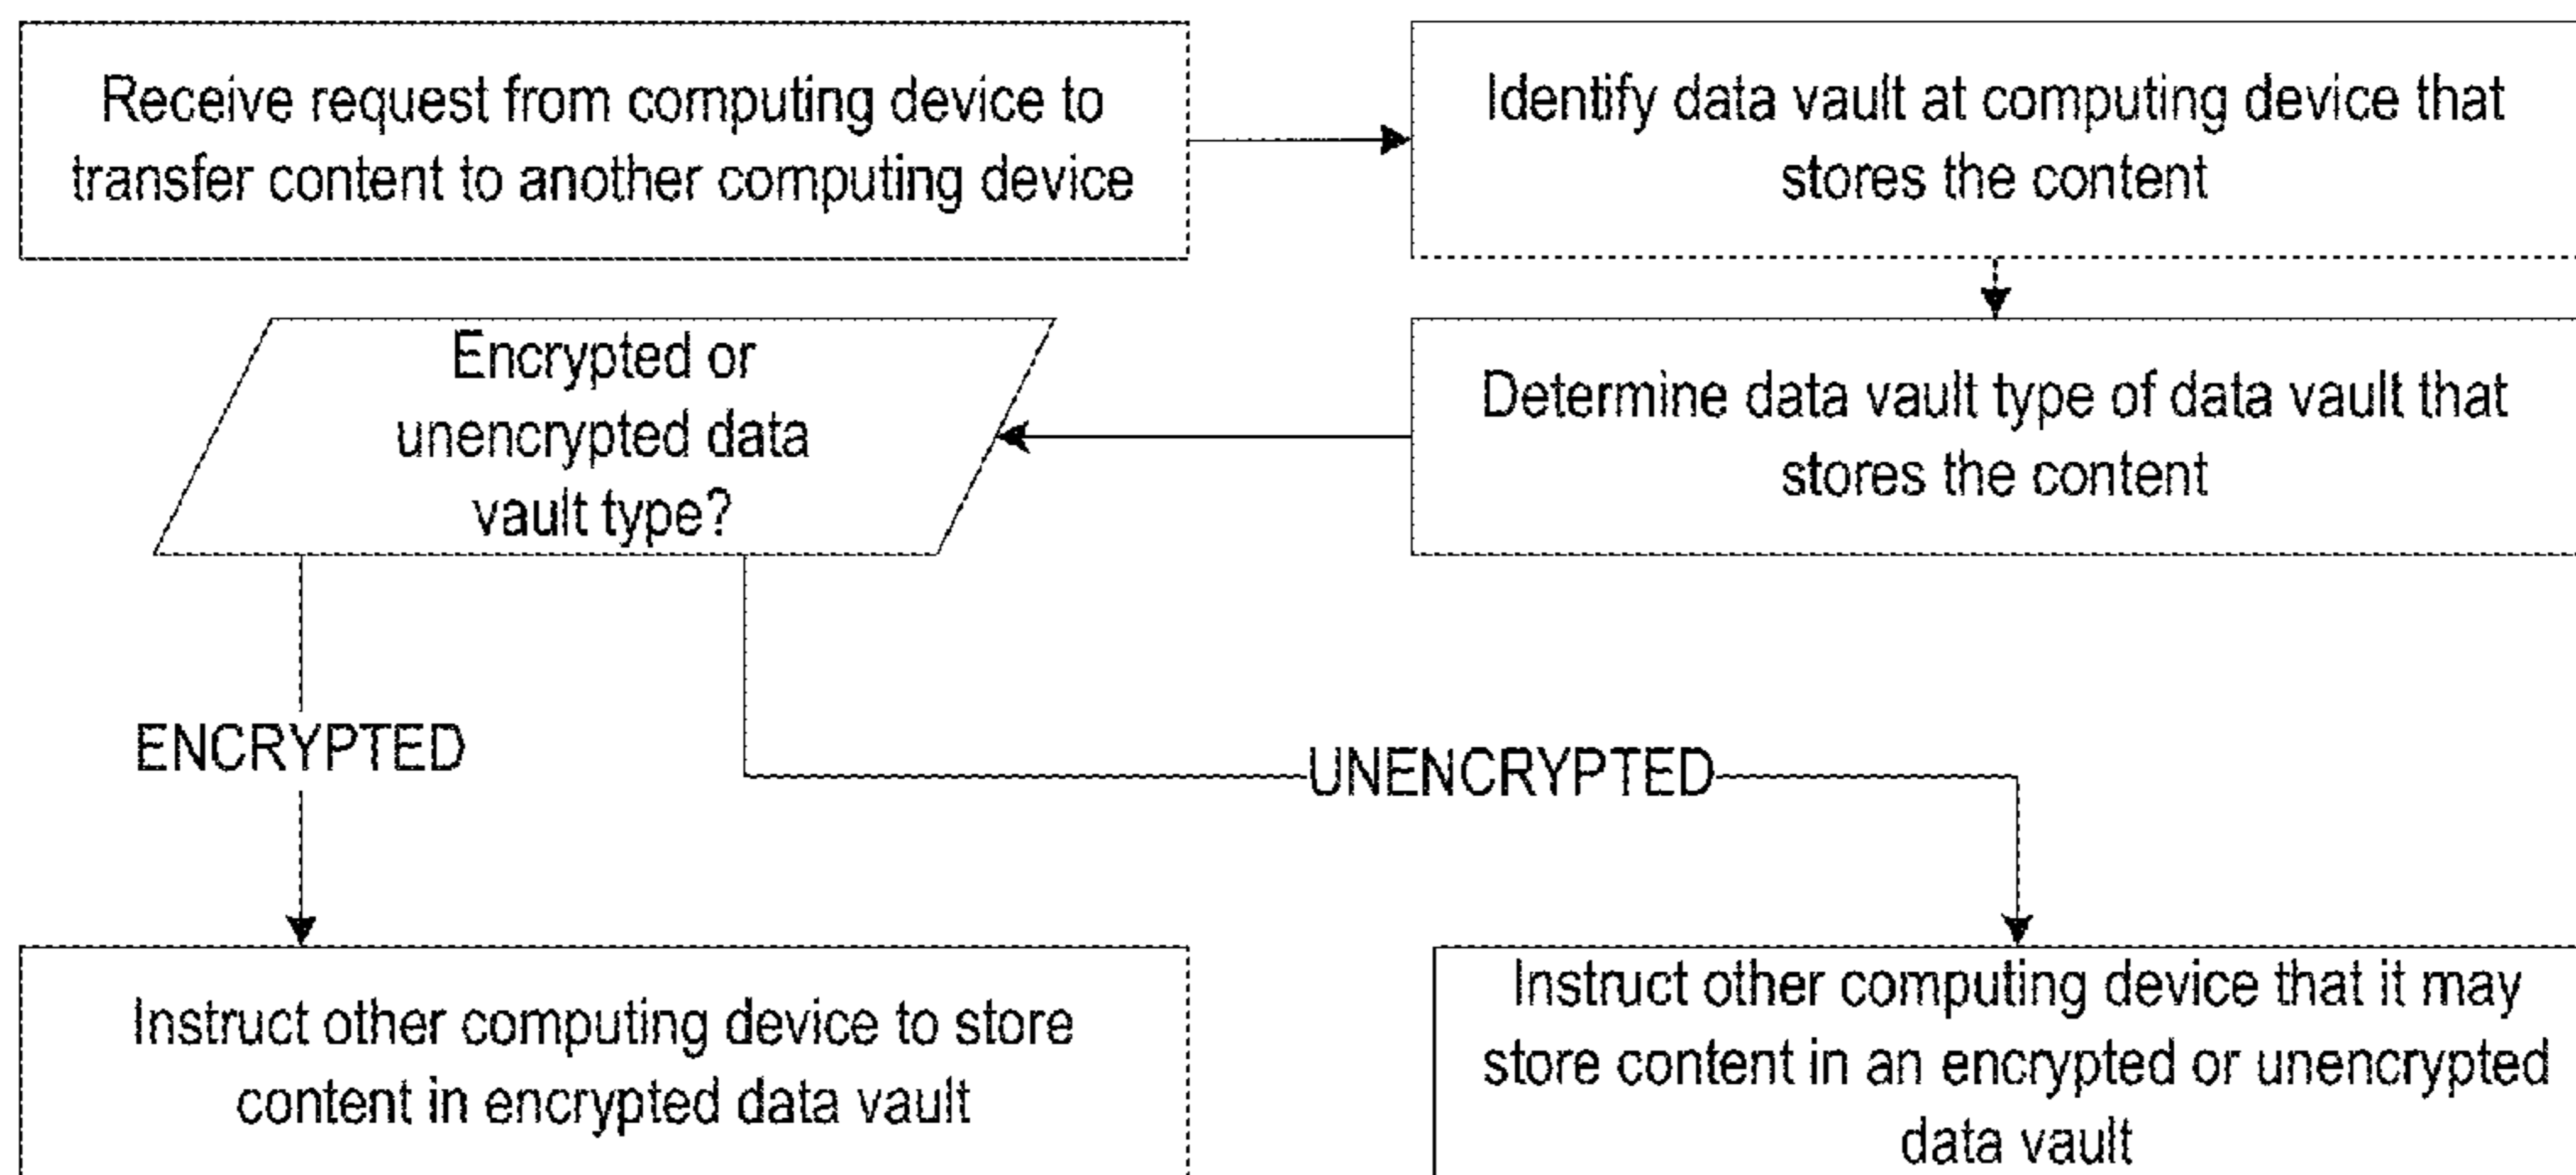 Receive request from computing device to
transfer content to another computing device
Identify data vault at computing device that
stores the content
Determine data vault type of data vault that
stores the content
Encrypted or
unencrypted data
vault type?
ENCRYPTED
UNENCRYPTED
Instruct other computing device to store
content in encrypted data vault
Instruct other computing device that it may
store content in an encrypted or unencrypted
data vault